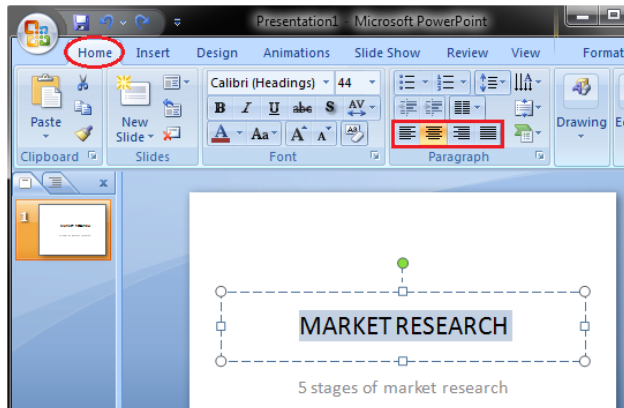 Presentation1 - Microsoft PowerPoint
Home Insert Design Animations Slide Show Review View Format
Calibri (Headings) 44
Paste New Slide B I U abe S AV Drawing
A Aa A A
Clipboard Slides Font Paragraph
1
MARKET RESEARCH
5 stages of market research